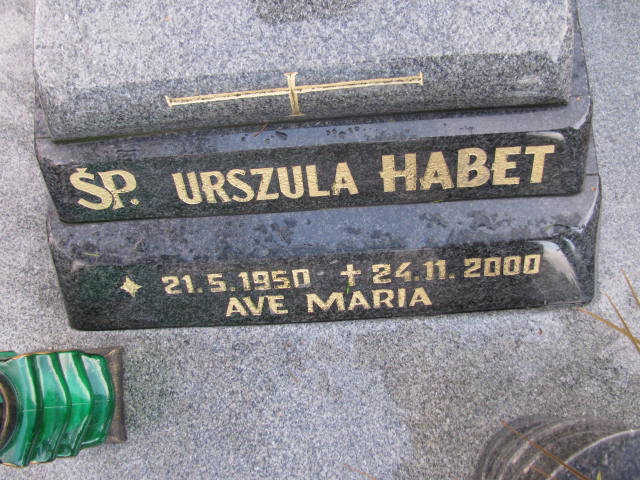 ŚP. URSZULA HABET
21.5.1950 † 24.11.2000
AVE MARIA